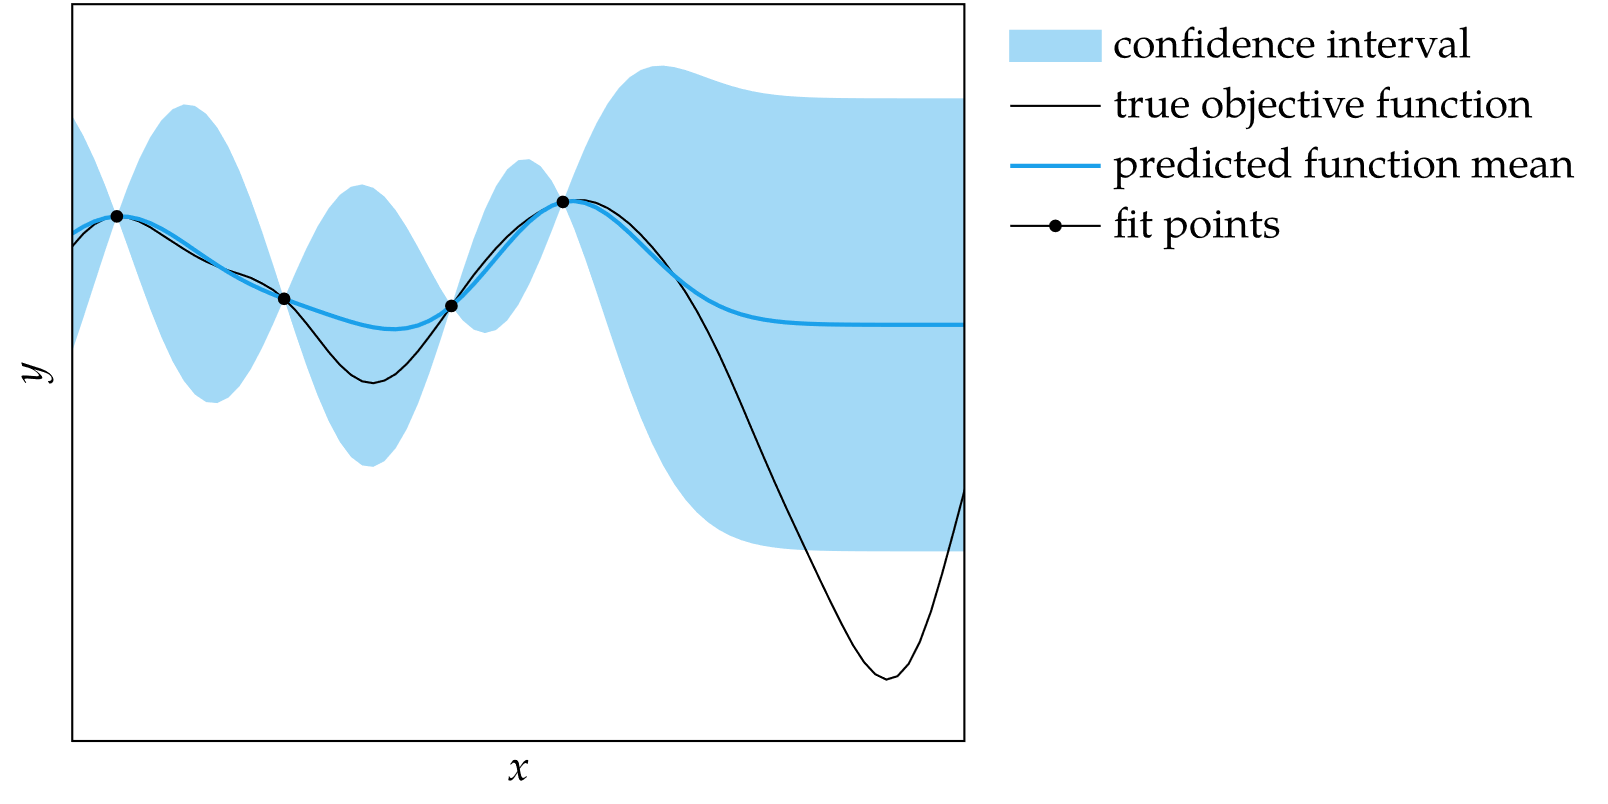 confidence interval
true objective function
predicted function mean
fit points
y
x